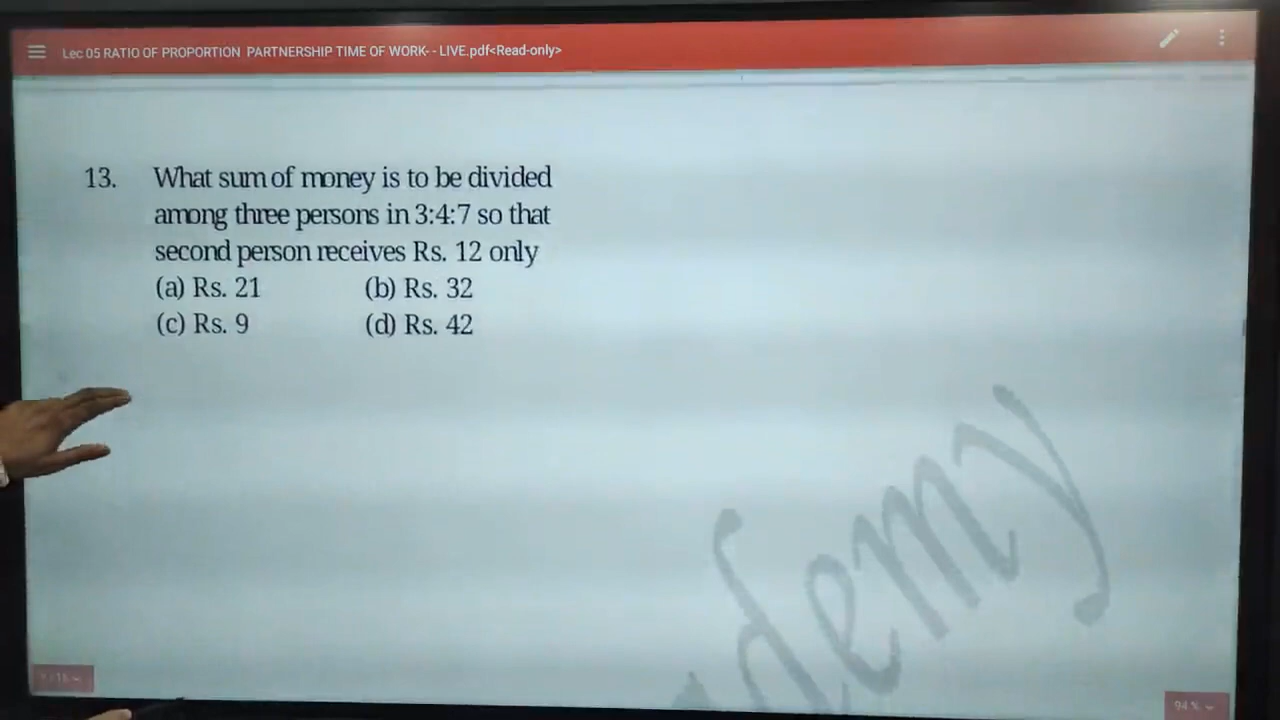 Lec 05 RATIO OF PROPORTION PARTNERSHIP TIME OF WORK- - LIVE.pdf<Read-only>
13. What sum of money is to be divided
among three persons in 3:4:7 so that
second person receives Rs. 12 only
(a) Rs. 21 (b) Rs. 32
(c) Rs. 9 (d) Rs. 42
demy
94 %